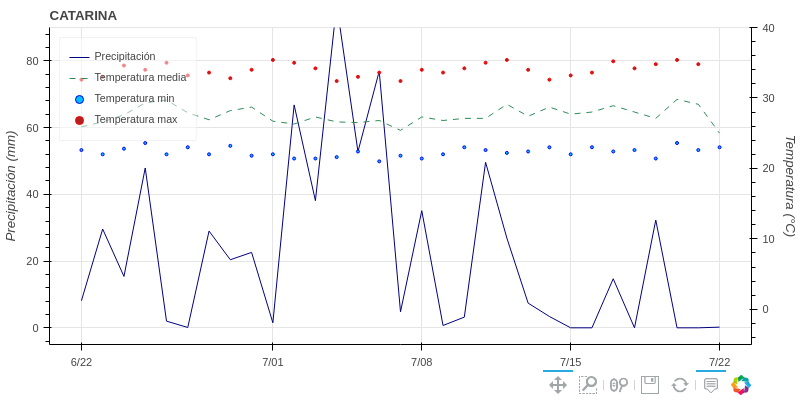 CATARINA
Precipitación
Temperatura media
Temperatura min
Temperatura max
Precipitación (mm)
80
60
40
20
0
Temperatura (°C)
40
30
20
10
0
6/22
7/01
7/08
7/15
7/22